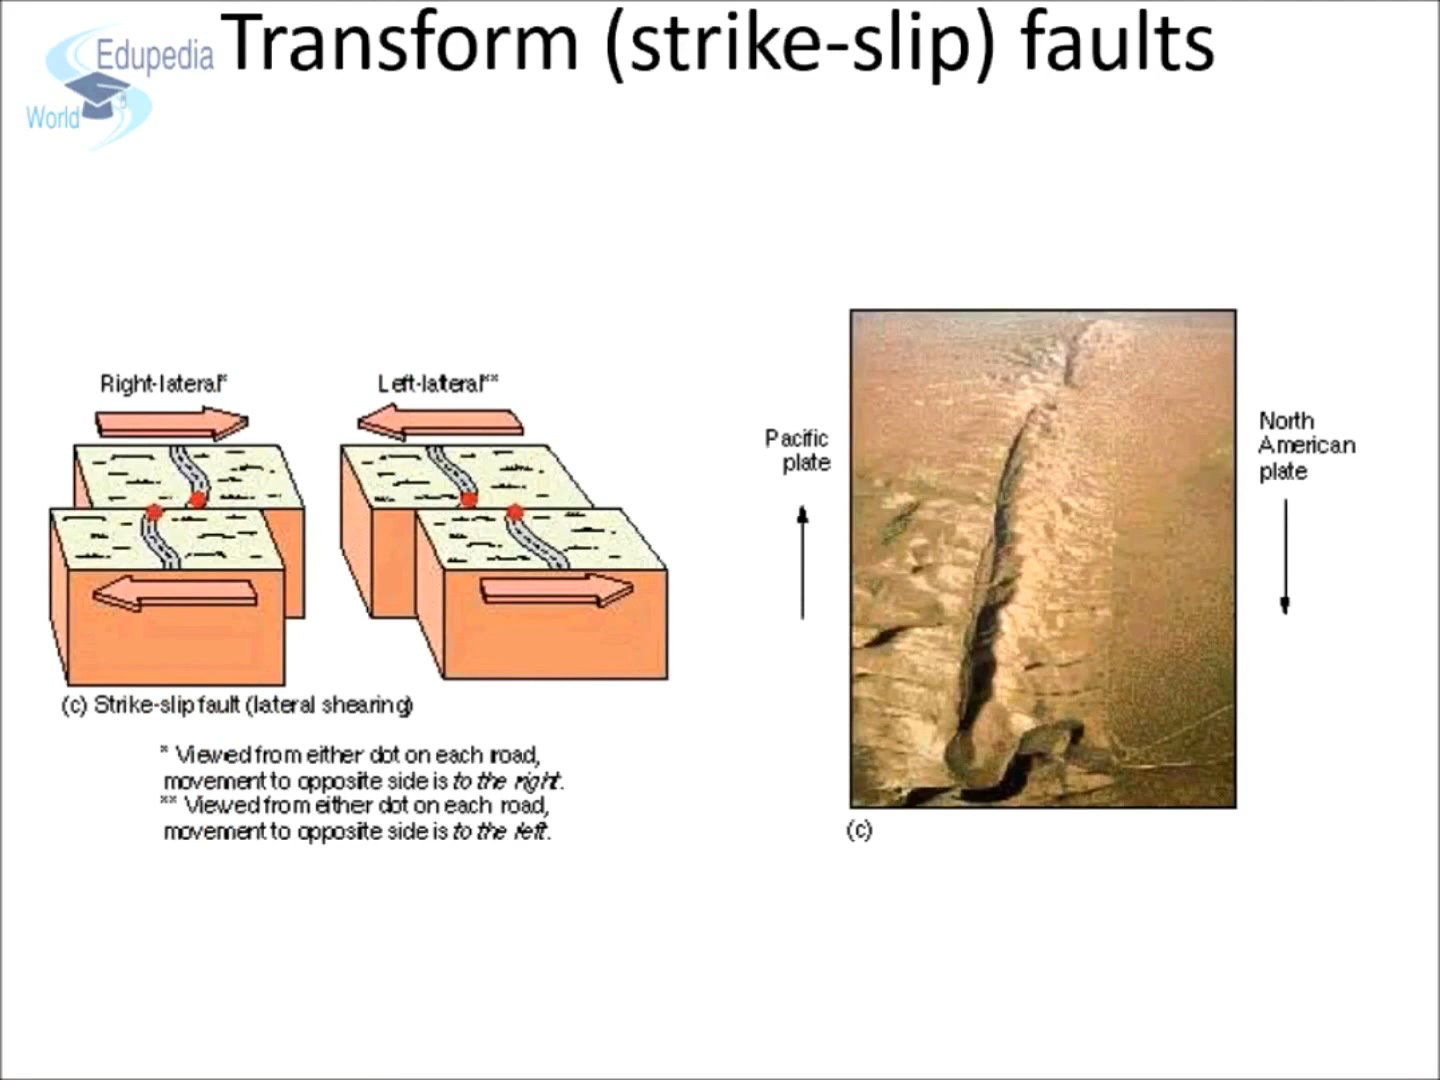 Edupedia
World
Transform (strike-slip) faults
Right-lateral*
Left-lateral**
(c) Strike-slip fault (lateral shearing)
* Viewed from either dot on each road,
movement to opposite side is to the right.
** Viewed from either dot on each road,
movement to opposite side is to the left.
Pacific
plate
North
American
plate
(c)